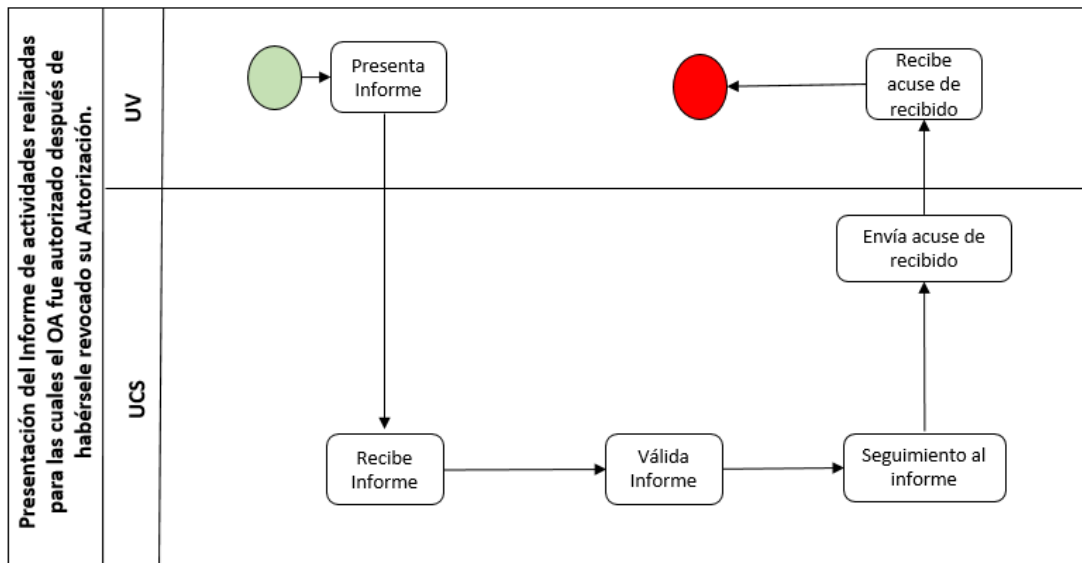 Presentación del Informe de actividades realizadas
para las cuales el OA fue autorizado después de
habérsele revocado su Autorización.
UV
Presenta
Informe
Recibe
acuse de
recibido
UCS
Envía acuse de
recibido
Recibe
Informe
Válida
Informe
Seguimiento al
informe